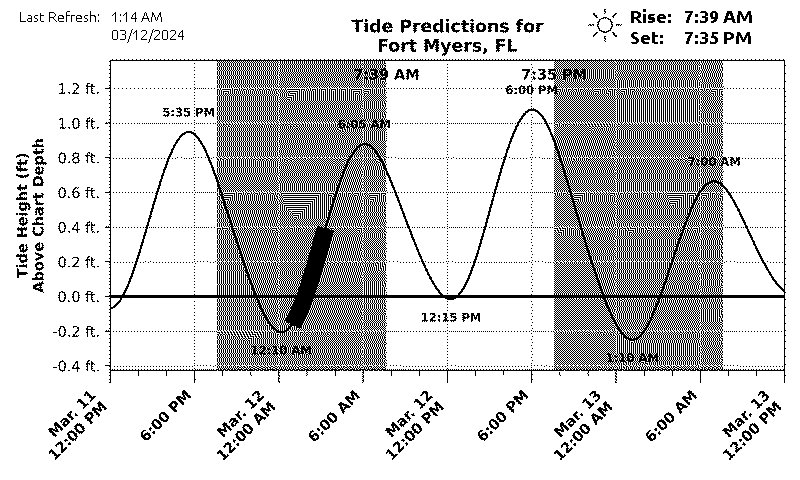 Last Refresh: 1:14 AM
03/12/2024
Tide Predictions for
Fort Myers, FL
Rise: 7:39 AM
Set: 7:35 PM
7:39 AM
7:35 PM
6:00 PM
5:35 PM
6:05 AM
7:00 AM
12:10 AM
12:15 PM
1:10 AM
Tide Height (ft)
Above Chart Depth
1.2 ft.
1.0 ft.
0.8 ft.
0.6 ft.
0.4 ft.
0.2 ft.
0.0 ft.
-0.2 ft.
-0.4 ft.
Mar. 11
12:00 PM
6:00 PM
Mar. 12
12:00 AM
6:00 AM
Mar. 12
12:00 PM
6:00 PM
Mar. 13
12:00 AM
6:00 AM
Mar. 13
12:00 PM